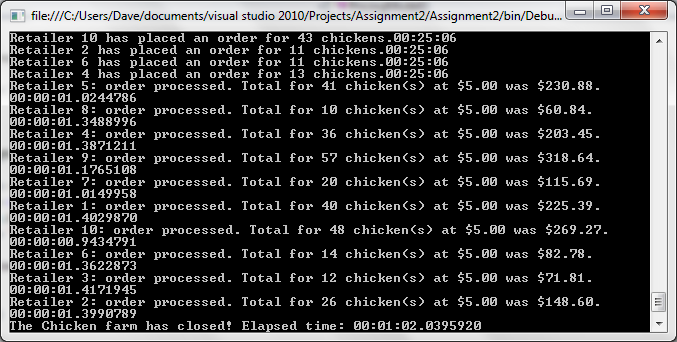 file:///C:/Users/Dave/documents/visual studio 2010/Projects/Assignment2/Assignment2/bin/Debu...
Retailer 10 has placed an order for 43 chickens.00:25:06
Retailer 2 has placed an order for 11 chickens.00:25:06
Retailer 6 has placed an order for 11 chickens.00:25:06
Retailer 4 has placed an order for 13 chickens.00:25:06
Retailer 5: order processed. Total for 41 chicken(s) at $5.00 was $230.88.
00:00:01.0244786
Retailer 8: order processed. Total for 10 chicken(s) at $5.00 was $60.84.
00:00:01.3488996
Retailer 4: order processed. Total for 36 chicken(s) at $5.00 was $203.45.
00:00:01.3871211
Retailer 9: order processed. Total for 57 chicken(s) at $5.00 was $318.64.
00:00:01.1765108
Retailer 7: order processed. Total for 20 chicken(s) at $5.00 was $115.69.
00:00:01.0149958
Retailer 1: order processed. Total for 40 chicken(s) at $5.00 was $225.39.
00:00:01.4029870
Retailer 10: order processed. Total for 48 chicken(s) at $5.00 was $269.27.
00:00:00.9434791
Retailer 6: order processed. Total for 14 chicken(s) at $5.00 was $82.78.
00:00:01.3622873
Retailer 3: order processed. Total for 12 chicken(s) at $5.00 was $71.81.
00:00:01.4171945
Retailer 2: order processed. Total for 26 chicken(s) at $5.00 was $148.60.
00:00:01.3990789
The Chicken farm has closed! Elapsed time: 00:01:02.0395920